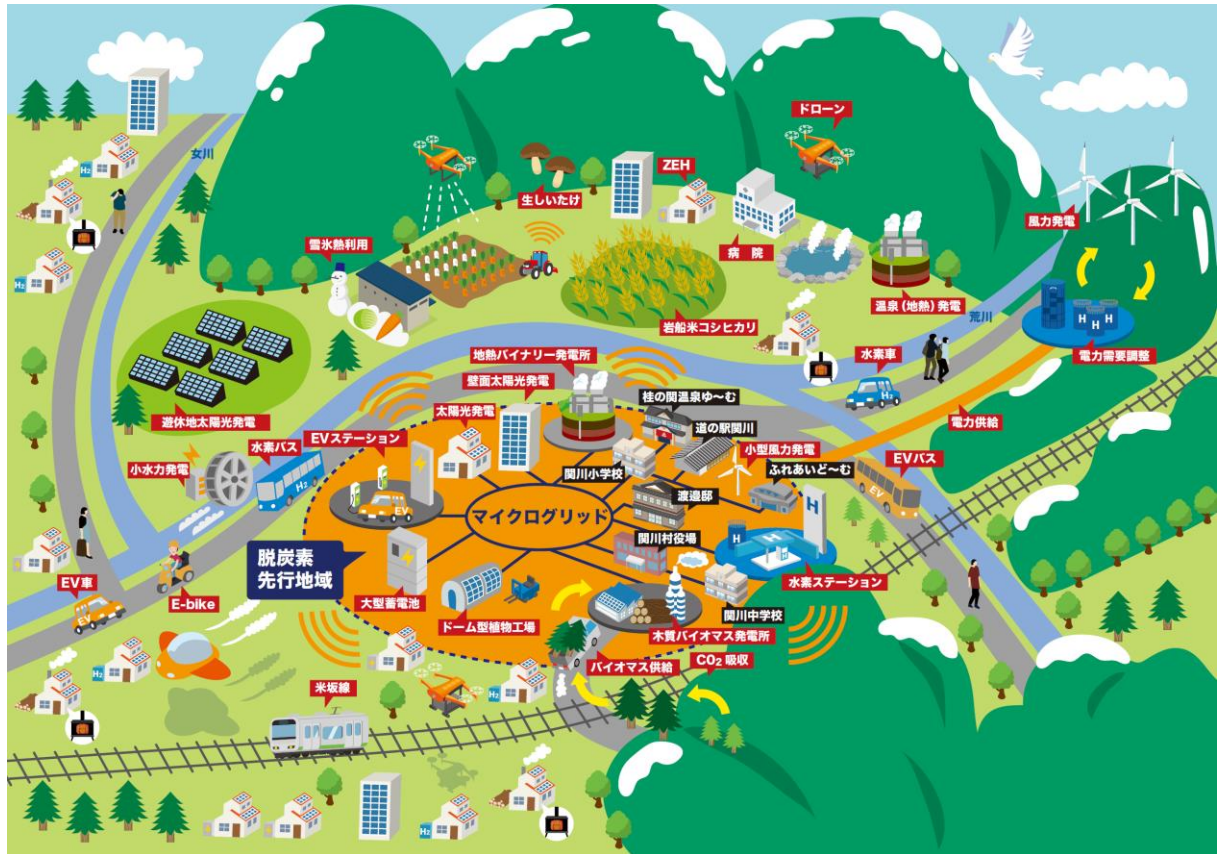 ドローン
女川
ZEH
生しいたけ
風力発電
雪氷熱利用
病 院
温泉(地熱)発電
荒川
岩船米コシヒカリ
H
H
H
地熱バイナリー発電所
水素車
電力需要調整
壁面太陽光発電
桂の関温泉ゆ〜む
H2
太陽光発電
道の駅関川
電力供給
遊休地太陽光発電
EVステーション
小型風力発電
水素バス
関川小学校
ふれあいど〜む
EVバス
小水力発電
H2
EV
渡邉邸
EV
マイクログリッド
H
関川村役場
H
H
脱炭素
先行地域
水素ステーション
EV車
E-bike
大型蓄電池
関川中学校
EV
ドーム型植物工場
木質バイオマス発電所
バイオマス供給
CO2 吸収
米坂線
H2
H2
H2
H2
H2